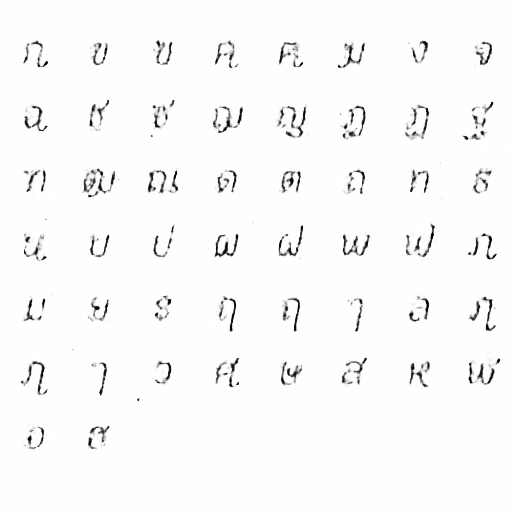 ก ข ฃ ค ฅ ฆ ง จ
ฉ ช ซ ฌ ญ ฎ ฏ ฐ
ฑ ฒ ณ ด ต ถ ท ธ
น บ ป ผ ฝ พ ฟ ภ
ม ย ร ฤ ฤ ๅ ล ฦ
ฦ ๅ ว ศ ษ ส ห ฬ
อ ฮ